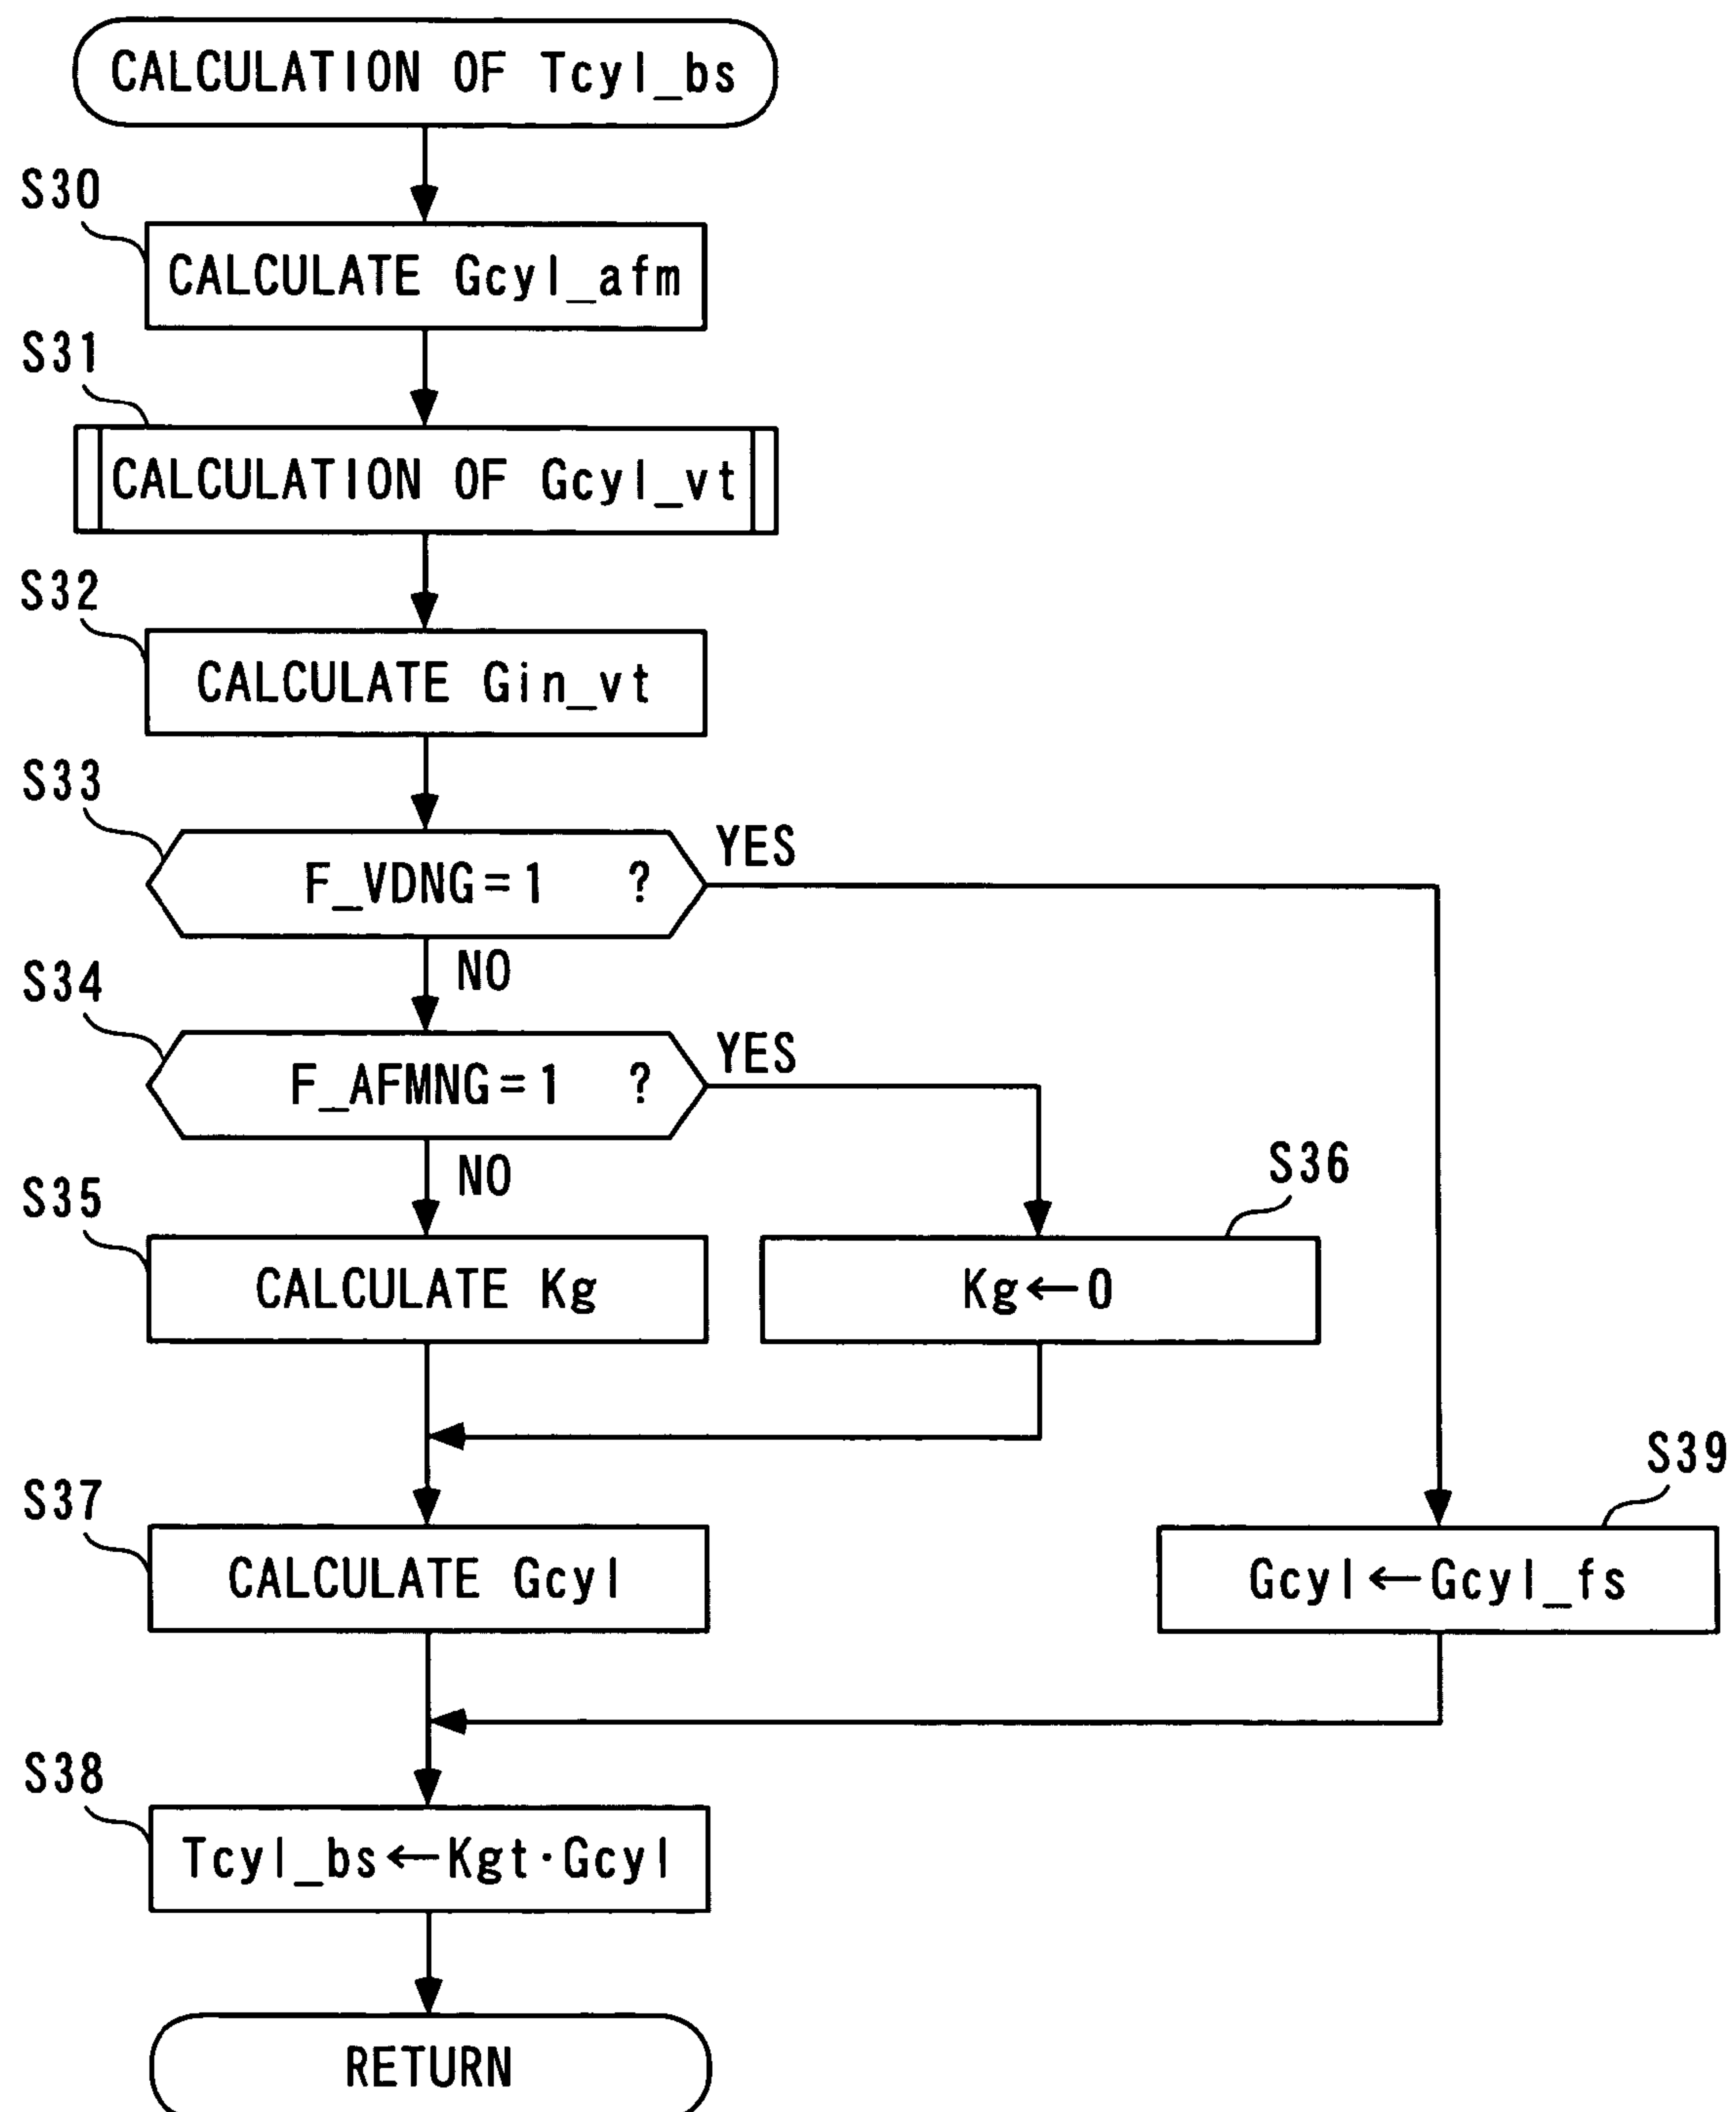 CALCULATION OF Tcyl_bs
S30
CALCULATE Gcyl_afm
S31
CALCULATION OF Gcyl_vt
S32
CALCULATE Gin_vt
S33
F_VDNG=1 ?
YES
NO
S34
F_AFMNG=1 ?
YES
NO
S35
CALCULATE Kg
S36
Kg←0
S37
CALCULATE Gcyl
S39
Gcyl←Gcyl_fs
S38
Tcyl_bs←Kgt·Gcyl
RETURN